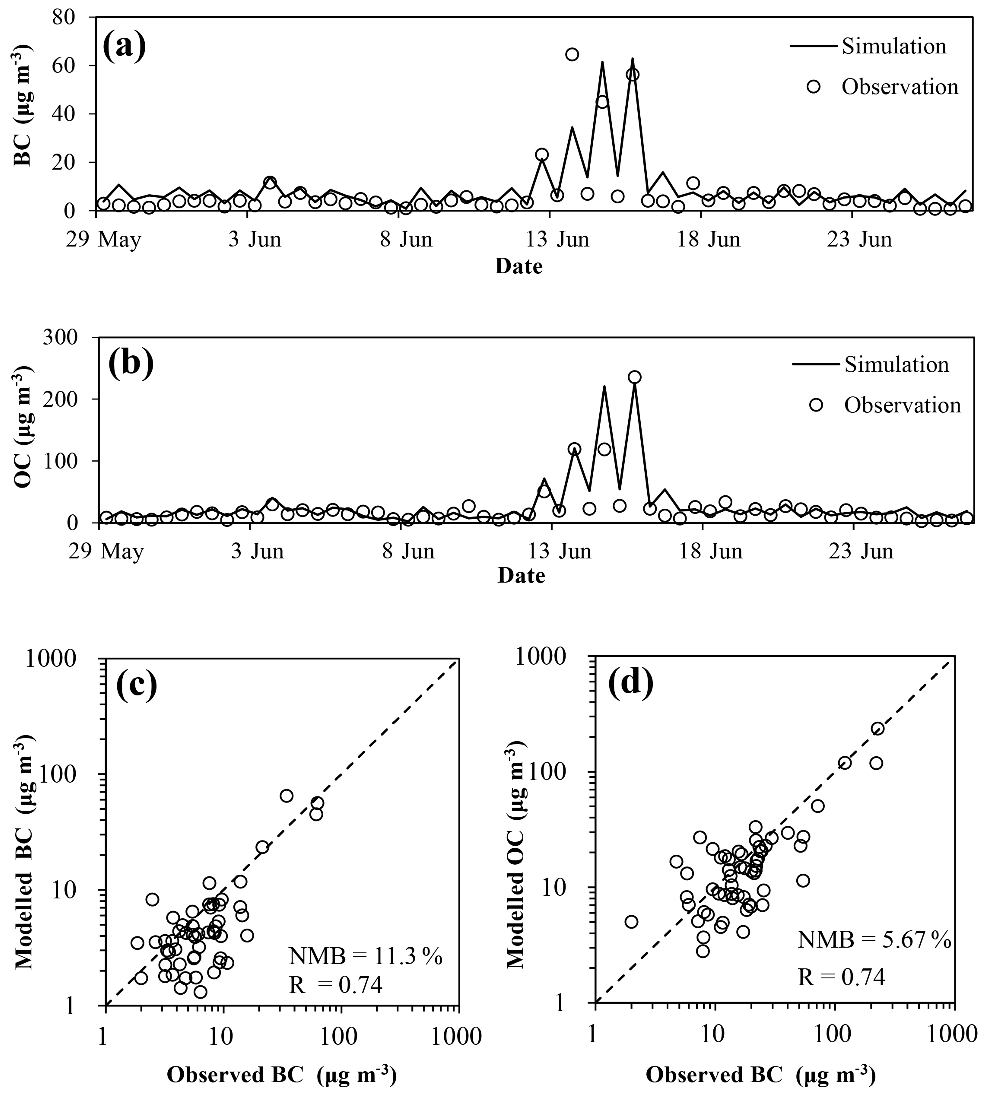 (a)
BC (µg m-3)
80
60
40
20
0
Simulation
Observation
29 May 3 Jun 8 Jun 13 Jun 18 Jun 23 Jun
Date
(b)
OC (µg m-3)
300
200
100
0
Simulation
Observation
29 May 3 Jun 8 Jun 13 Jun 18 Jun 23 Jun
Date
(c)
Modelled BC (µg m-3)
1000
100
10
1
NMB = 11.3 %
R = 0.74
1 10 100 1000
Observed BC (µg m-3)
(d)
Modelled OC (µg m-3)
1000
100
10
1
NMB = 5.67 %
R = 0.74
1 10 100 1000
Observed BC (µg m-3)